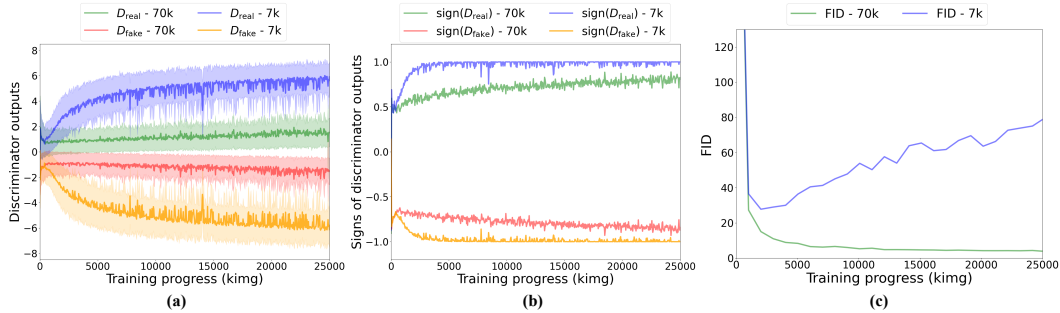 D_real - 70k
D_real - 7k
D_fake - 70k
D_fake - 7k
8
6
4
2
0
−2
−4
−6
−8
Discriminator outputs
0
5000
10000
15000
20000
25000
Training progress (kimg)
(a)
sign(D_real) - 70k
sign(D_real) - 7k
sign(D_fake) - 70k
sign(D_fake) - 7k
1.0
0.5
0.0
−0.5
−1.0
Signs of discriminator outputs
0
5000
10000
15000
20000
25000
Training progress (kimg)
(b)
FID - 70k
FID - 7k
120
100
80
60
40
20
0
FID
0
5000
10000
15000
20000
25000
Training progress (kimg)
(c)